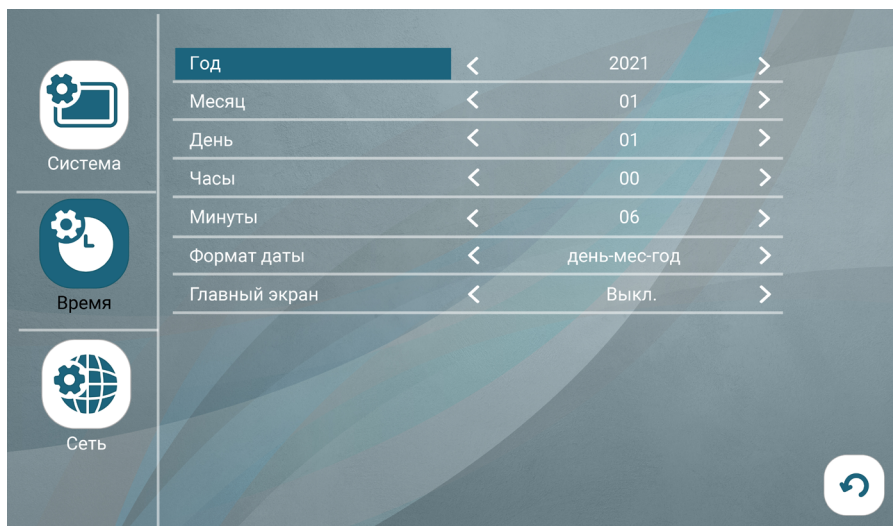 Система
Время
Сеть
Год 2021
Месяц 01
День 01
Часы 00
Минуты 06
Формат даты день-мес-год
Главный экран Выкл.